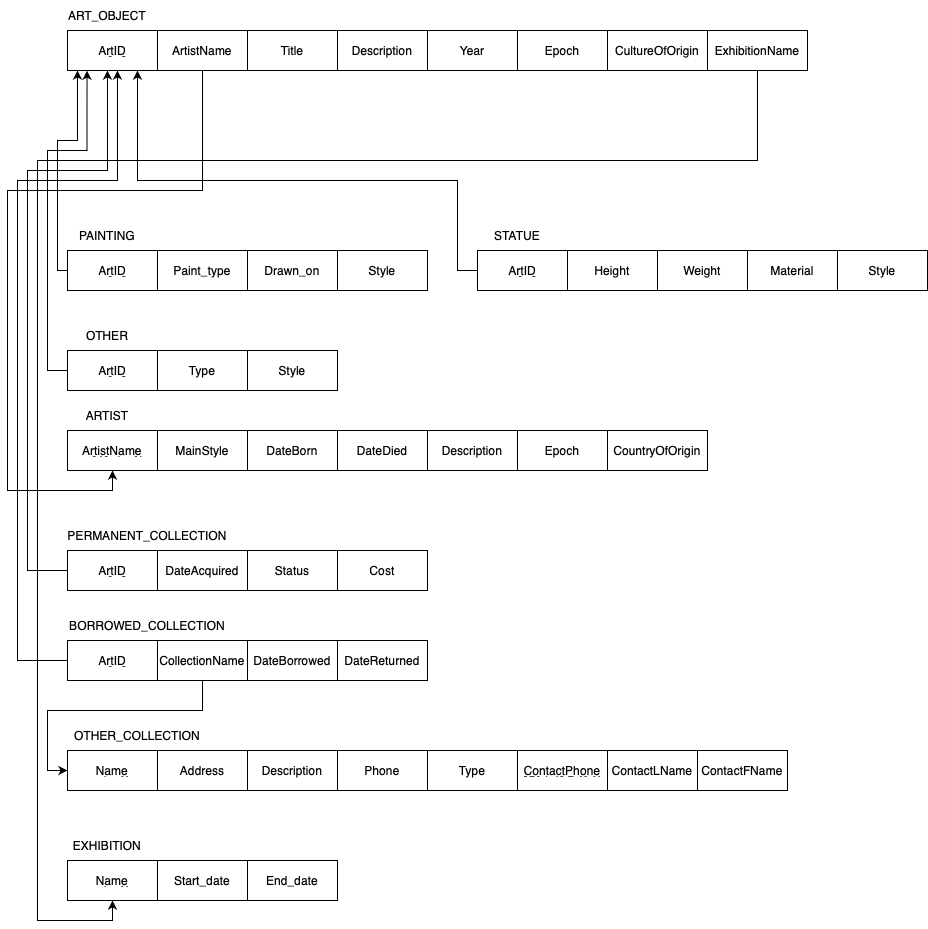 ART_OBJECT
ArtID ArtistName Title Description Year Epoch CultureOfOrigin ExhibitionName
PAINTING
ArtID Paint_type Drawn_on Style
STATUE
ArtID Height Weight Material Style
OTHER
ArtID Type Style
ARTIST
ArtistName MainStyle DateBorn DateDied Description Epoch CountryOfOrigin
PERMANENT_COLLECTION
ArtID DateAcquired Status Cost
BORROWED_COLLECTION
ArtID CollectionName DateBorrowed DateReturned
OTHER_COLLECTION
Name Address Description Phone Type ContactPhone ContactLName ContactFName
EXHIBITION
Name Start_date End_date